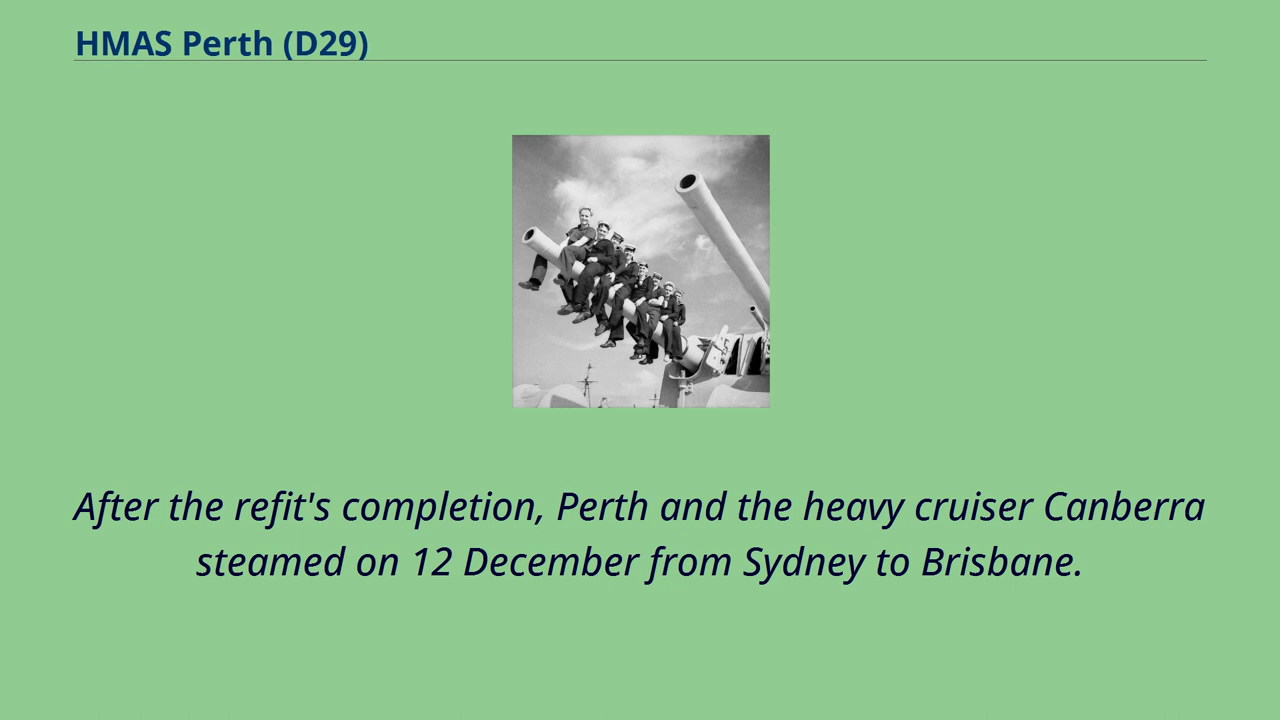 HMAS Perth (D29)
After the refit's completion, Perth and the heavy cruiser Canberra
steamed on 12 December from Sydney to Brisbane.